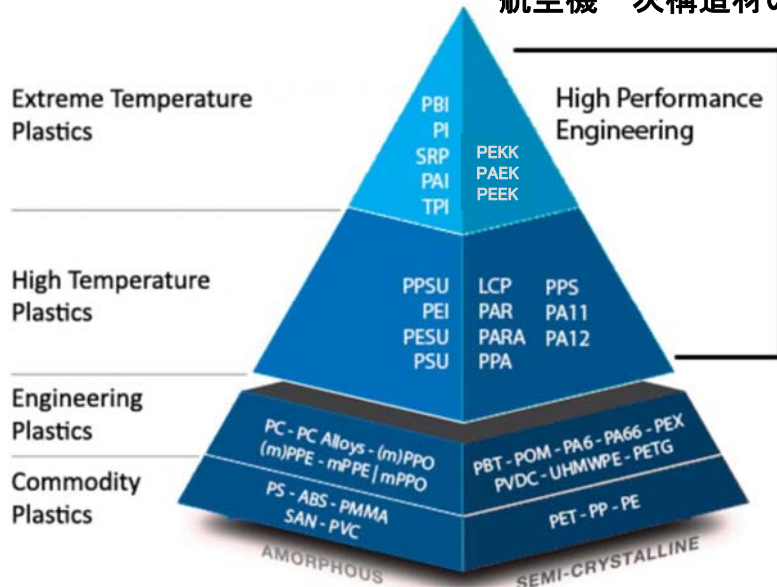 航空機一次構造材の
Extreme Temperature
Plastics
PBI
PI
SRP
PAI
TPI
PEKK
PAEK
PEEK
High Performance
Engineering
High Temperature
Plastics
PPSU
PEI
PESU
PSU
LCP
PAR
PARA
PPA
PPS
PA11
PA12
Engineering
Plastics
PC - PC Alloys - (m)PPO
(m)PPE - mPPE | mPPO
PBT - POM - PA6 - PA66 - PEX
PVDC - UHMWPE - PETG
Commodity
Plastics
PS - ABS - PMMA
SAN - PVC
PET - PP - PE
AMORPHOUS
SEMI-CRYSTALLINE